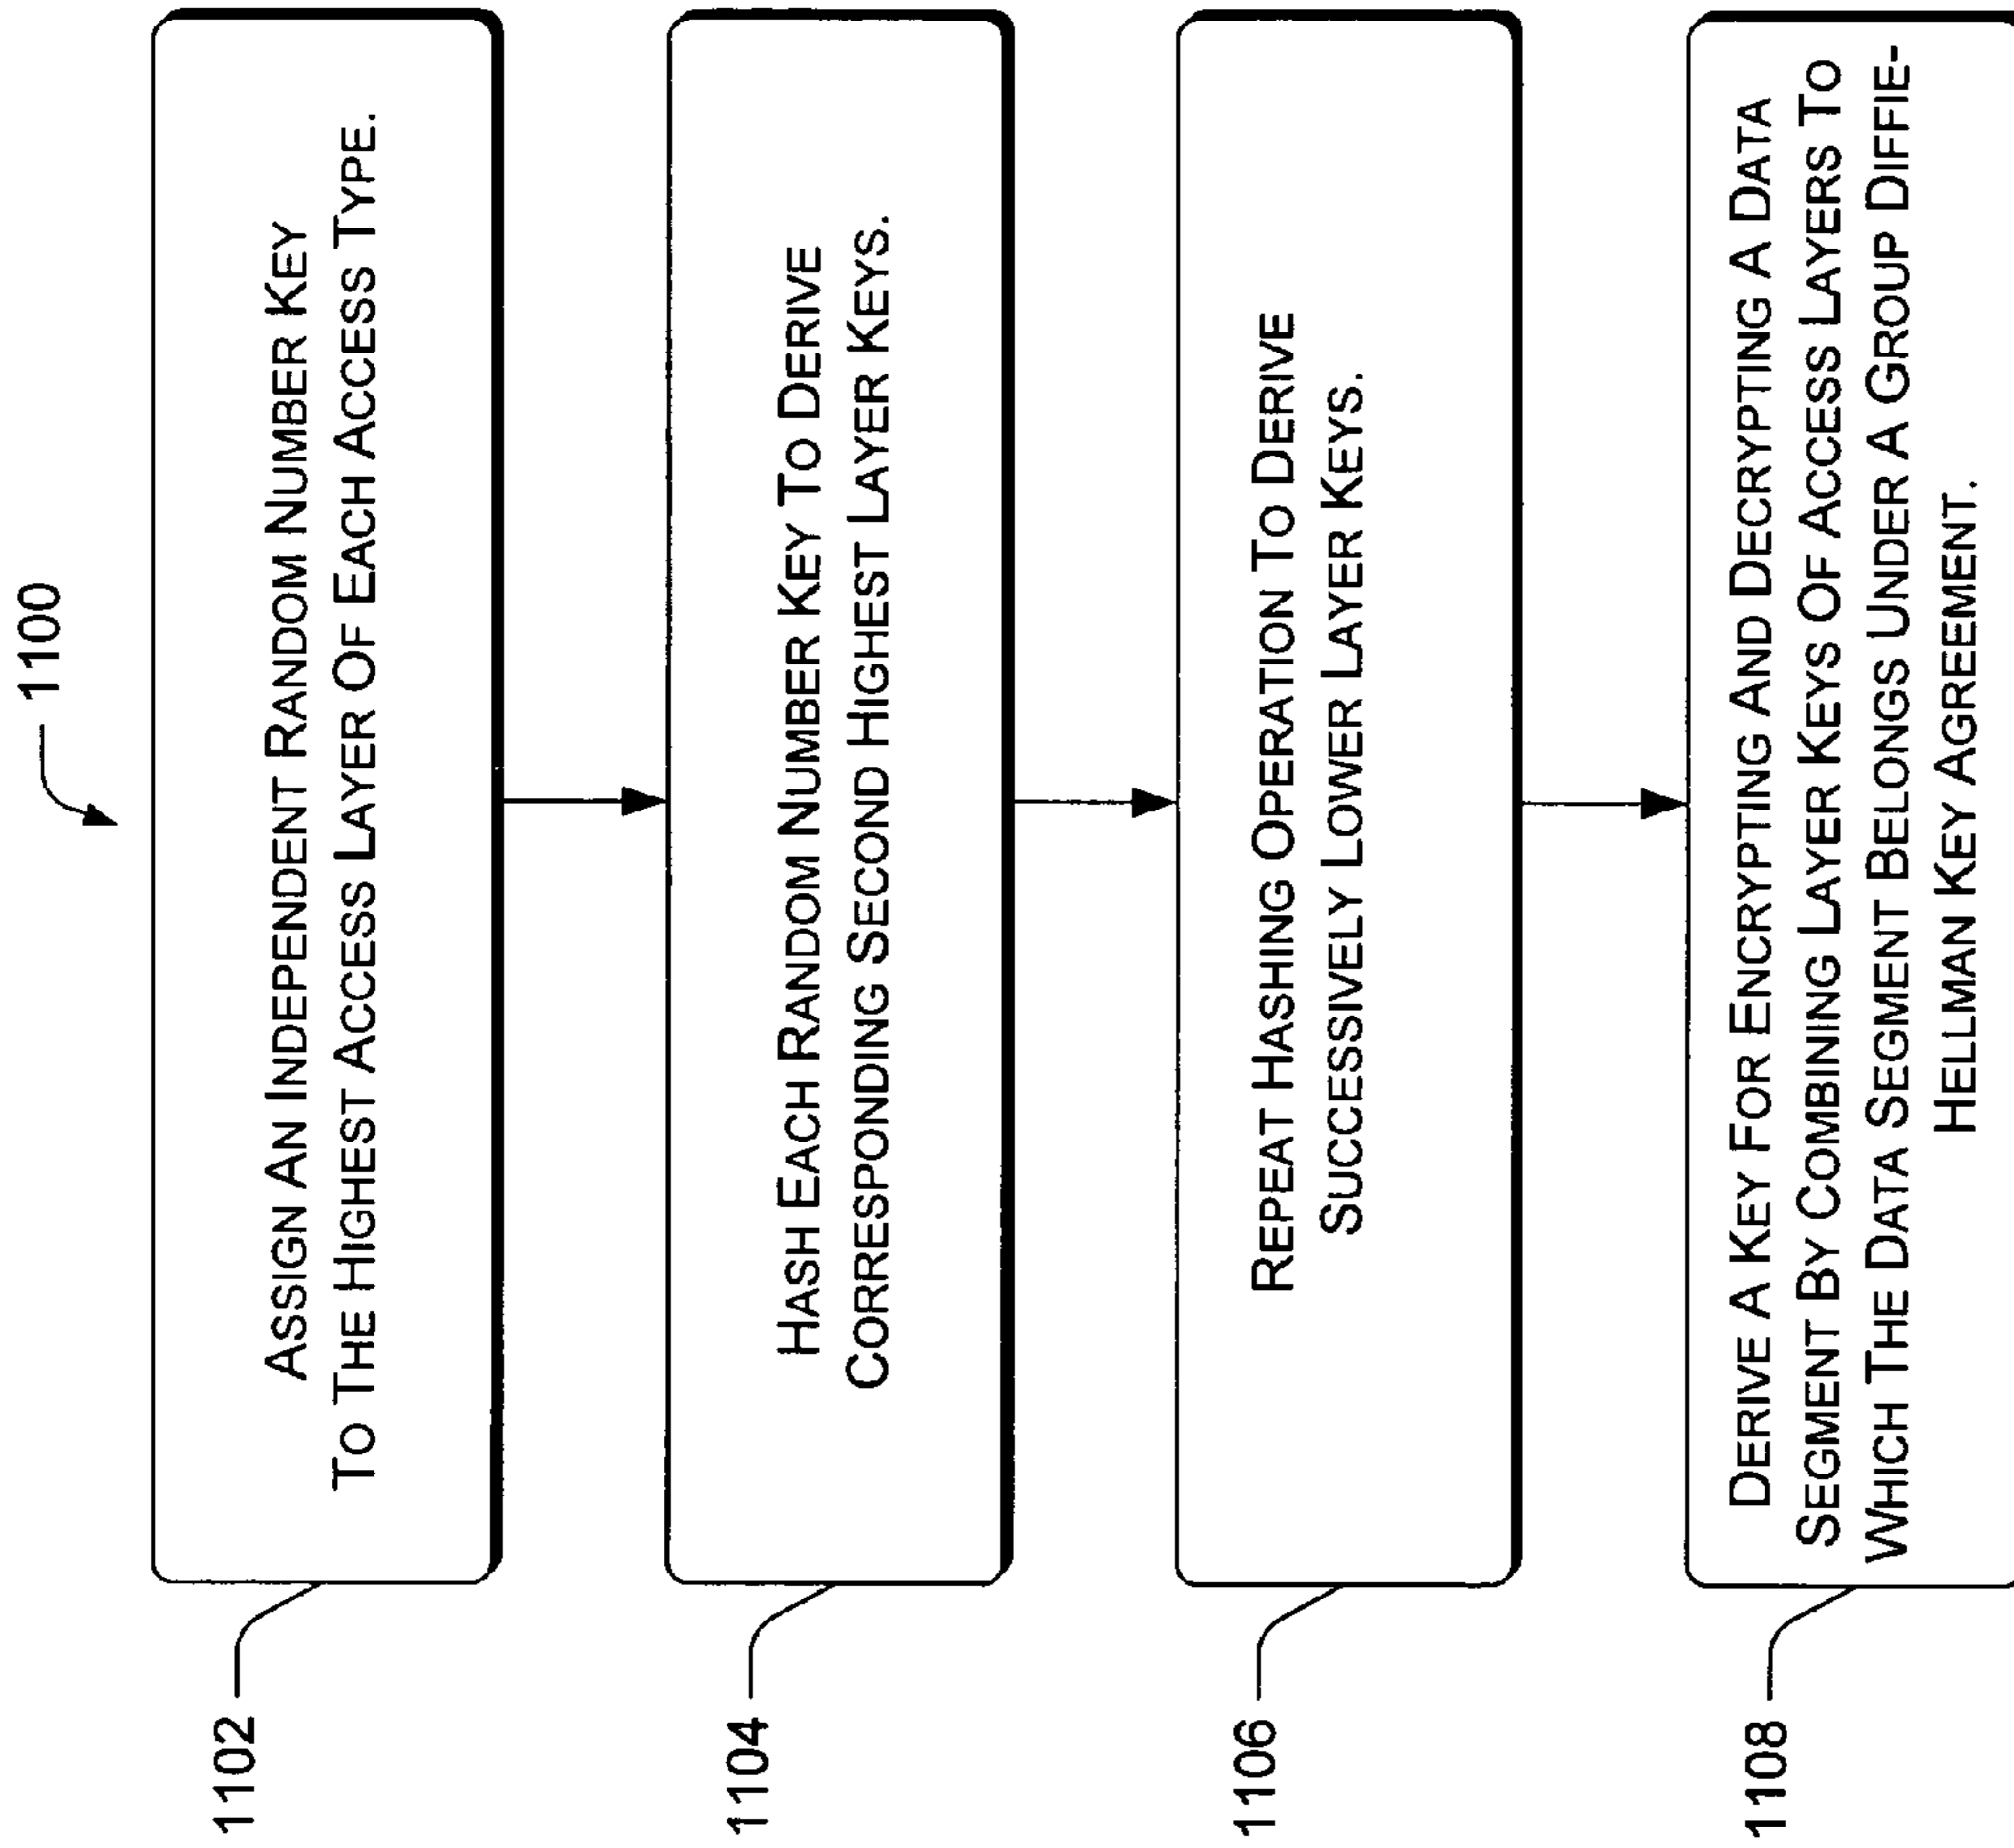 1100
1102
ASSIGN AN INDEPENDENT RANDOM NUMBER KEY
TO THE HIGHEST ACCESS LAYER OF EACH ACCESS TYPE.
1104
HASH EACH RANDOM NUMBER KEY TO DERIVE
CORRESPONDING SECOND HIGHEST LAYER KEYS.
1106
REPEAT HASHING OPERATION TO DERIVE
SUCCESSIVELY LOWER LAYER KEYS.
1108
DERIVE A KEY FOR ENCRYPTING AND DECRYPTING A DATA
SEGMENT BY COMBINING LAYER KEYS OF ACCESS LAYERS TO
WHICH THE DATA SEGMENT BELONGS UNDER A GROUP DIFFIE-
HELLMAN KEY AGREEMENT.